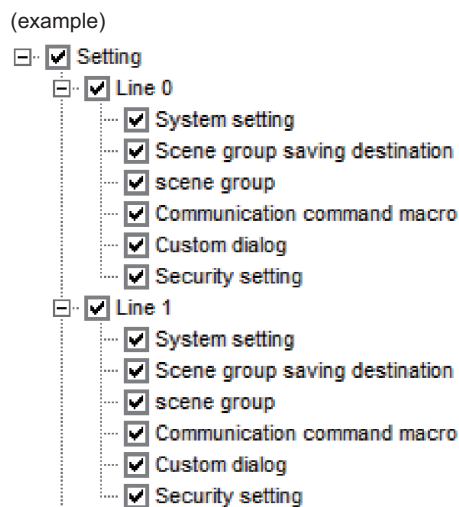 (example)
Setting
Line 0
System setting
Scene group saving destination
scene group
Communication command macro
Custom dialog
Security setting
Line 1
System setting
Scene group saving destination
scene group
Communication command macro
Custom dialog
Security setting